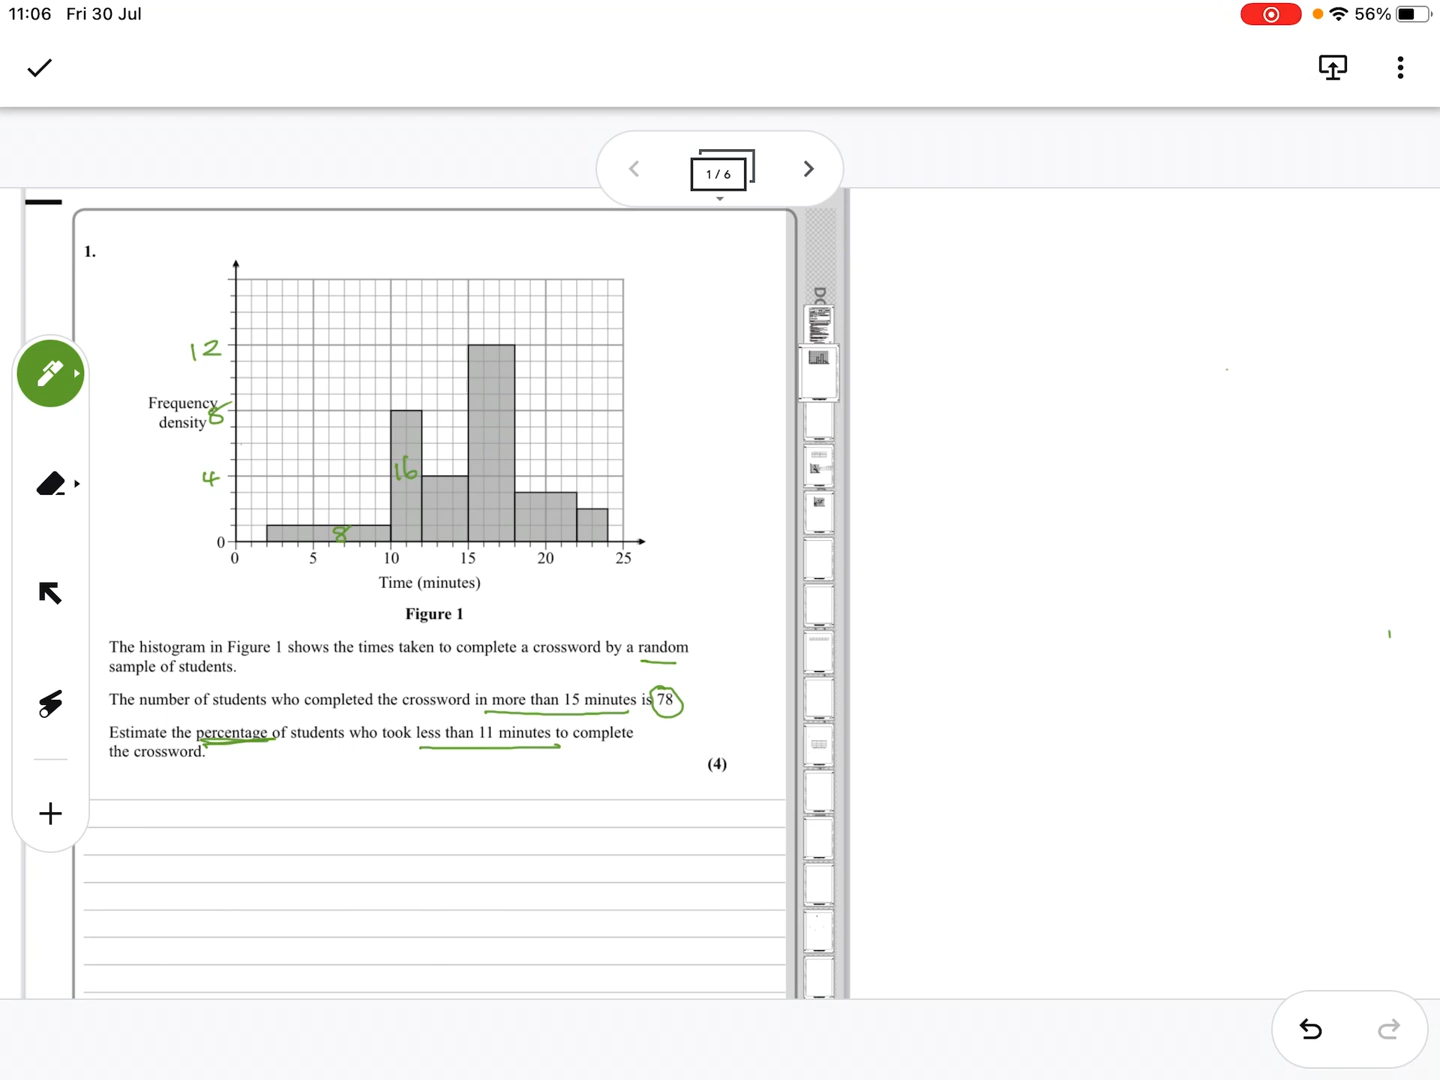 11:06 Fri 30 Jul
56%
1 / 6
1.
12
Frequency
density 8
4
16
8
0
0 5 10 15 20 25
Time (minutes)
Figure 1
The histogram in Figure 1 shows the times taken to complete a crossword by a random
sample of students.
The number of students who completed the crossword in more than 15 minutes is 78
Estimate the percentage of students who took less than 11 minutes to complete
the crossword.
(4)